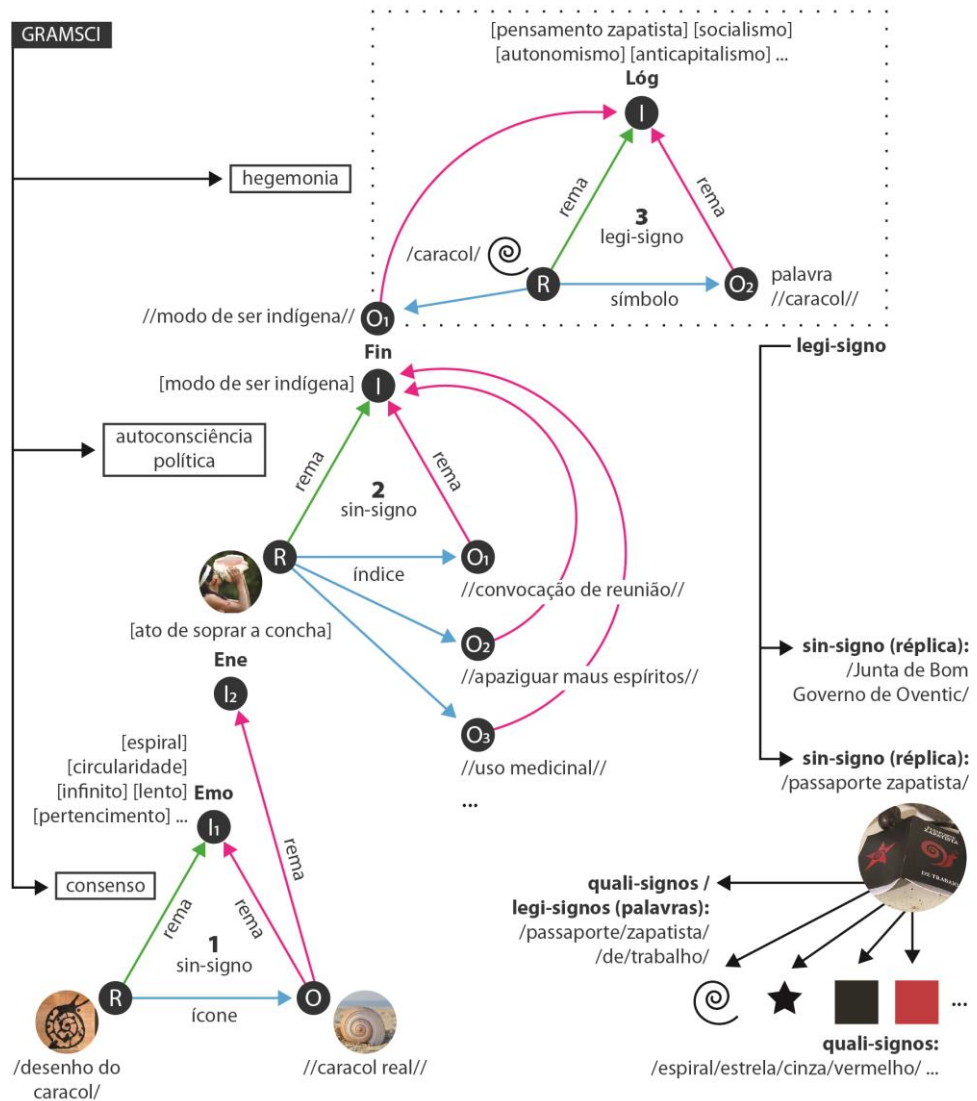 GRAMSCI
[pensamento zapatista] [socialismo]
[autonomismo] [anticapitalismo] ...
Lóg
I
hegemonia
rema
rema
3
legi-signo
/caracol/
R
símbolo
O₂
palavra
//caracol//
//modo de ser indígena//
O₁
Fin
[modo de ser indígena]
I
legi-signo
autoconsciência
política
rema
rema
2
sin-signo
R
índice
O₁
//convocação de reunião//
[ato de soprar a concha]
O₂
//apaziguar maus espíritos//
Ene
I₂
O₃
//uso medicinal//
...
sin-signo (réplica):
/Junta de Bom
Governo de Oventic/
sin-signo (réplica):
/passaporte zapatista/
[espiral]
[circularidade]
[infinito] [lento]
[pertencimento] ...
Emo
I₁
rema
consenso
rema
rema
1
sin-signo
R
ícone
O
/desenho do
caracol/
//caracol real//
ZAPATISTA
DE TRABAJO
quali-signos /
legi-signos (palavras):
/passaporte/zapatista/
/de/trabalho/
...
quali-signos:
/espiral/estrela/cinza/vermelho/ ...